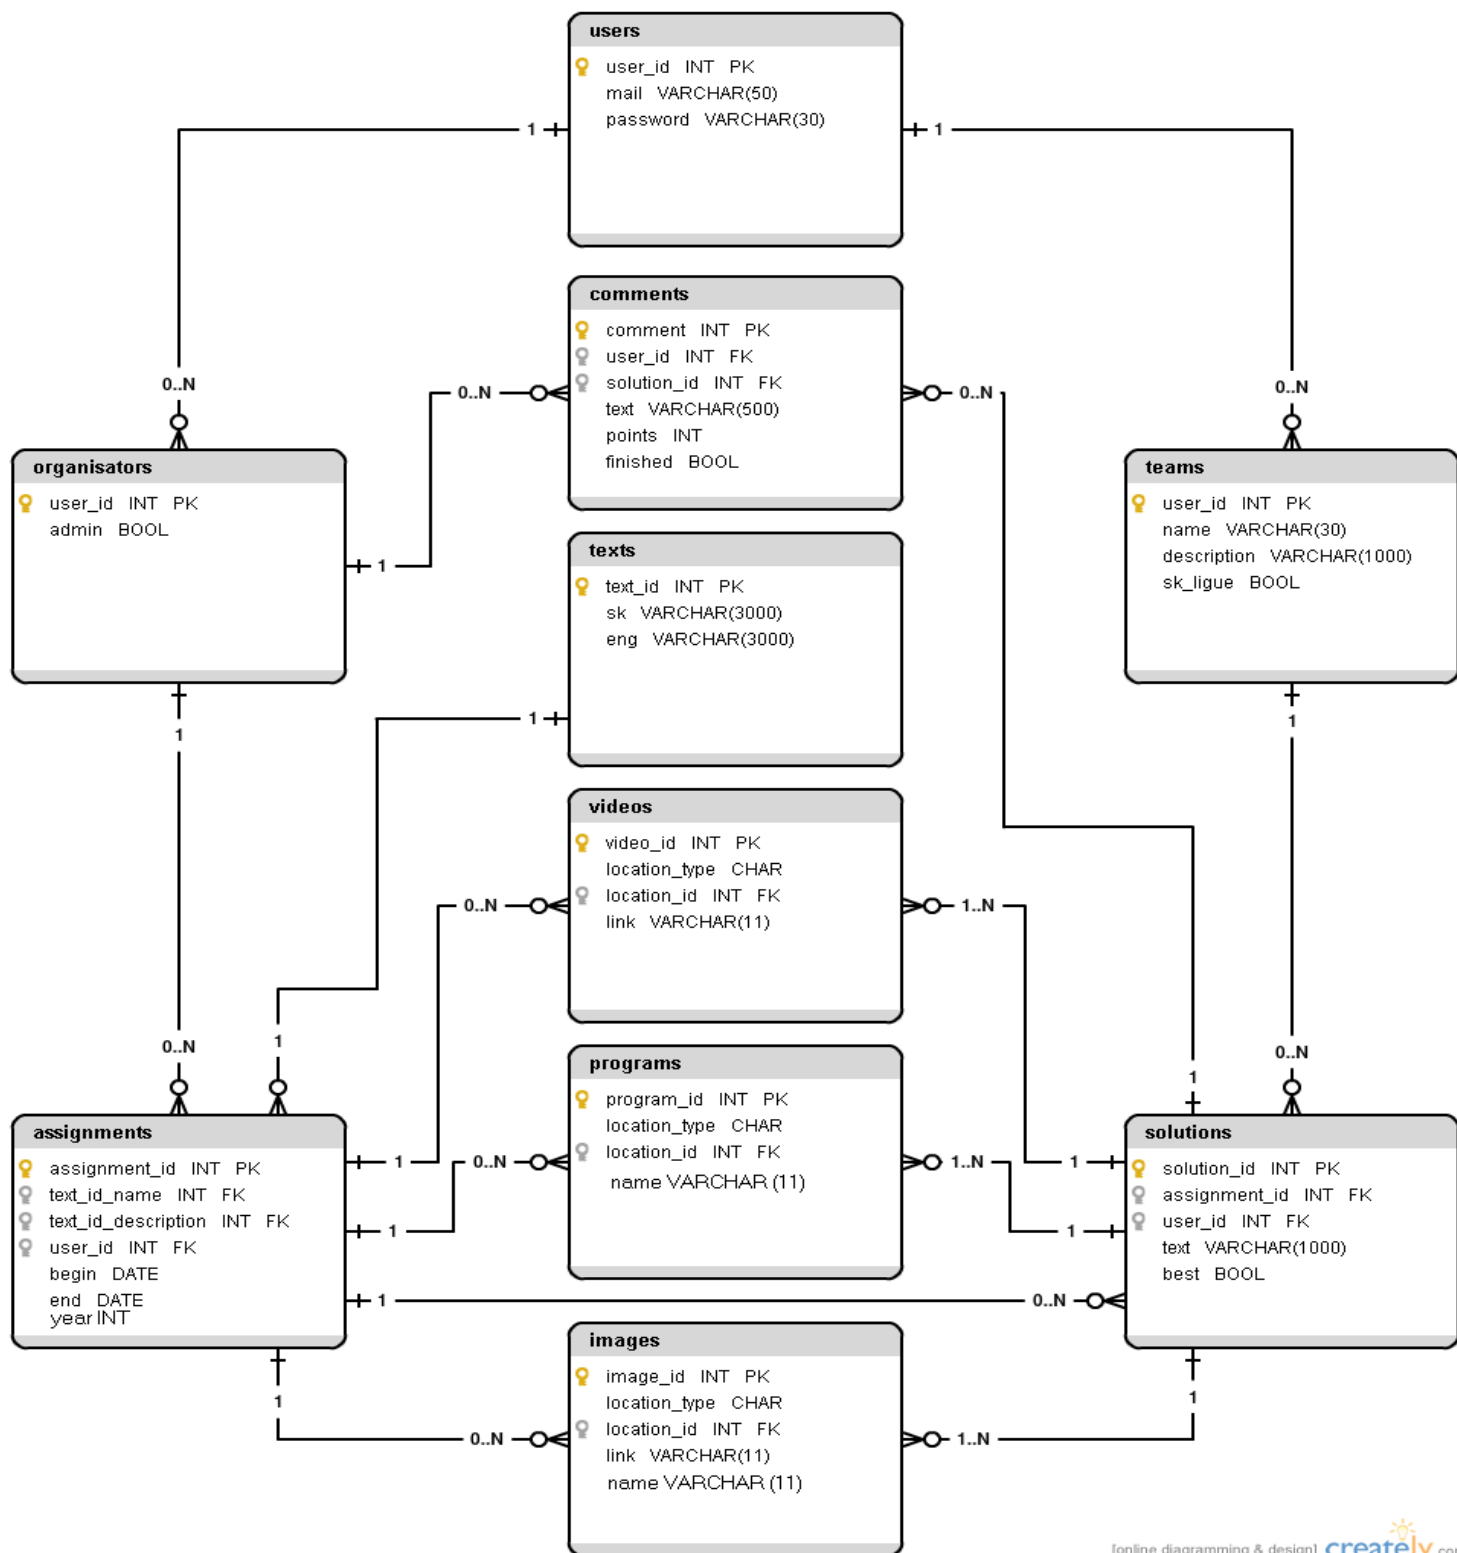 users
user_id INT PK
mail VARCHAR(50)
password VARCHAR(30)
1
1
0..N
0..N
comments
comment INT PK
user_id INT FK
solution_id INT FK
text VARCHAR(500)
points INT
finished BOOL
0..N
0..N
organisators
user_id INT PK
admin BOOL
1
1
teams
user_id INT PK
name VARCHAR(30)
description VARCHAR(1000)
sk_ligue BOOL
1
texts
text_id INT PK
sk VARCHAR(3000)
eng VARCHAR(3000)
1
videos
video_id INT PK
location_type CHAR
location_id INT FK
link VARCHAR(11)
0..N
1..N
0..N
1
1
0..N
programs
program_id INT PK
location_type CHAR
location_id INT FK
name VARCHAR (11)
1
0..N
1
1..N
1
1
assignments
assignment_id INT PK
text_id_name INT FK
text_id_description INT FK
user_id INT FK
begin DATE
end DATE
year INT
1
0..N
solutions
solution_id INT PK
assignment_id INT FK
user_id INT FK
text VARCHAR(1000)
best BOOL
images
image_id INT PK
location_type CHAR
location_id INT FK
link VARCHAR(11)
name VARCHAR (11)
1
1
0..N
1..N
[online diagramming & design] creately.co